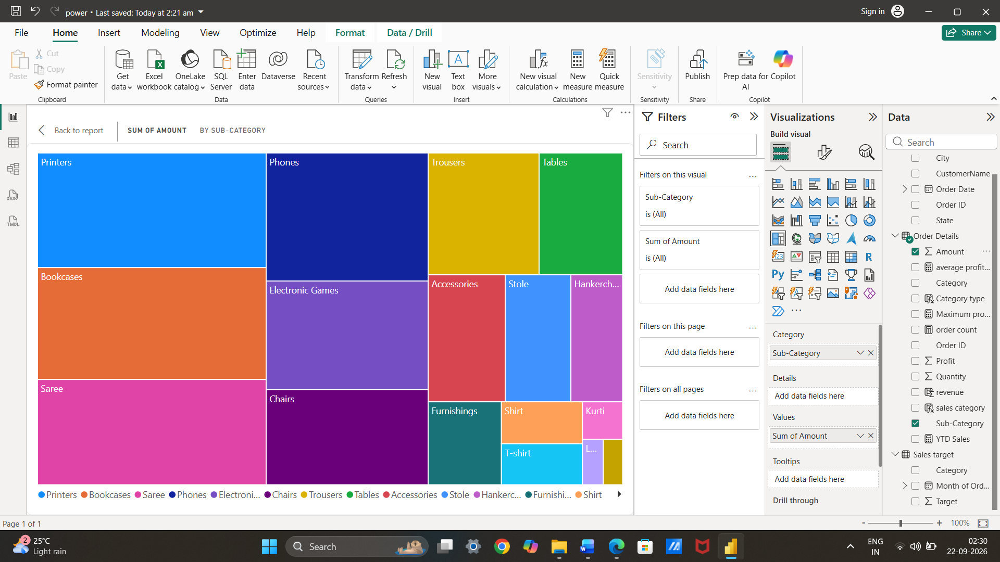 power • Last saved: Today at 2:21 am
Sign in
File Home Insert Modeling View Optimize Help Format Data / Drill
Share
Paste
Cut
Copy
Format painter
Clipboard
Get data
Excel workbook
OneLake catalog
SQL Server
Enter data
Dataverse
Recent sources
Data
Transform data
Refresh
Queries
New visual
Text box
More visuals
Insert
New visual calculation
New measure
Quick measure
Calculations
Sensitivity
Sensitivity
Publish
Share
Prep data for AI
Copilot
Copilot
Back to report
SUM OF AMOUNT BY SUB-CATEGORY
Printers
Bookcases
Saree
Phones
Electronic Games
Chairs
Trousers
Tables
Accessories
Stole
Hankerch...
Furnishings
Shirt
T-shirt
Kurti
L...
Printers Bookcases Saree Phones Electroni... Chairs Trousers Tables Accessories Stole Hankerc... Furnishi... Shirt
DAX
TMDL
Filters
Search
Filters on this visual ...
Sub-Category
is (All)
Sum of Amount
is (All)
Add data fields here
Filters on this page ...
Add data fields here
Filters on all pages ...
Add data fields here
Visualizations
Build visual
123
R
Py
...
Category
Sub-Category
Details
Add data fields here
Values
Sum of Amount
Tooltips
Add data fields here
Drill through
Data
Search
City
CustomerName
Order Date
Order ID
State
Order Details
Amount ...
average profit...
Category
Category type
Maximum pro...
order count
Order ID
Profit
Quantity
revenue
sales category
Sub-Category
YTD Sales
Sales target
Category
Month of Ord...
Target
Page 1 of 1
- + 100%
2
25°C
Light rain
Search
ENG
IN
02:30
22-09-2026